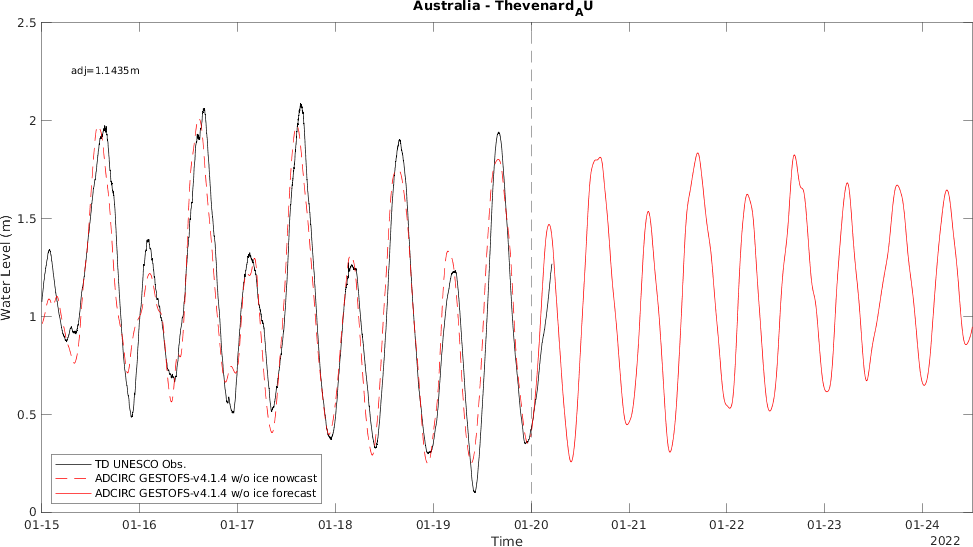 Australia - Thevenard_AU
2.5
adj=1.1435m
2
1.5
Water Level (m)
1
0.5
TD UNESCO Obs.
ADCIRC GESTOFS-v4.1.4 w/o ice nowcast
ADCIRC GESTOFS-v4.1.4 w/o ice forecast
0
01-15 01-16 01-17 01-18 01-19 01-20 01-21 01-22 01-23 01-24
Time
2022